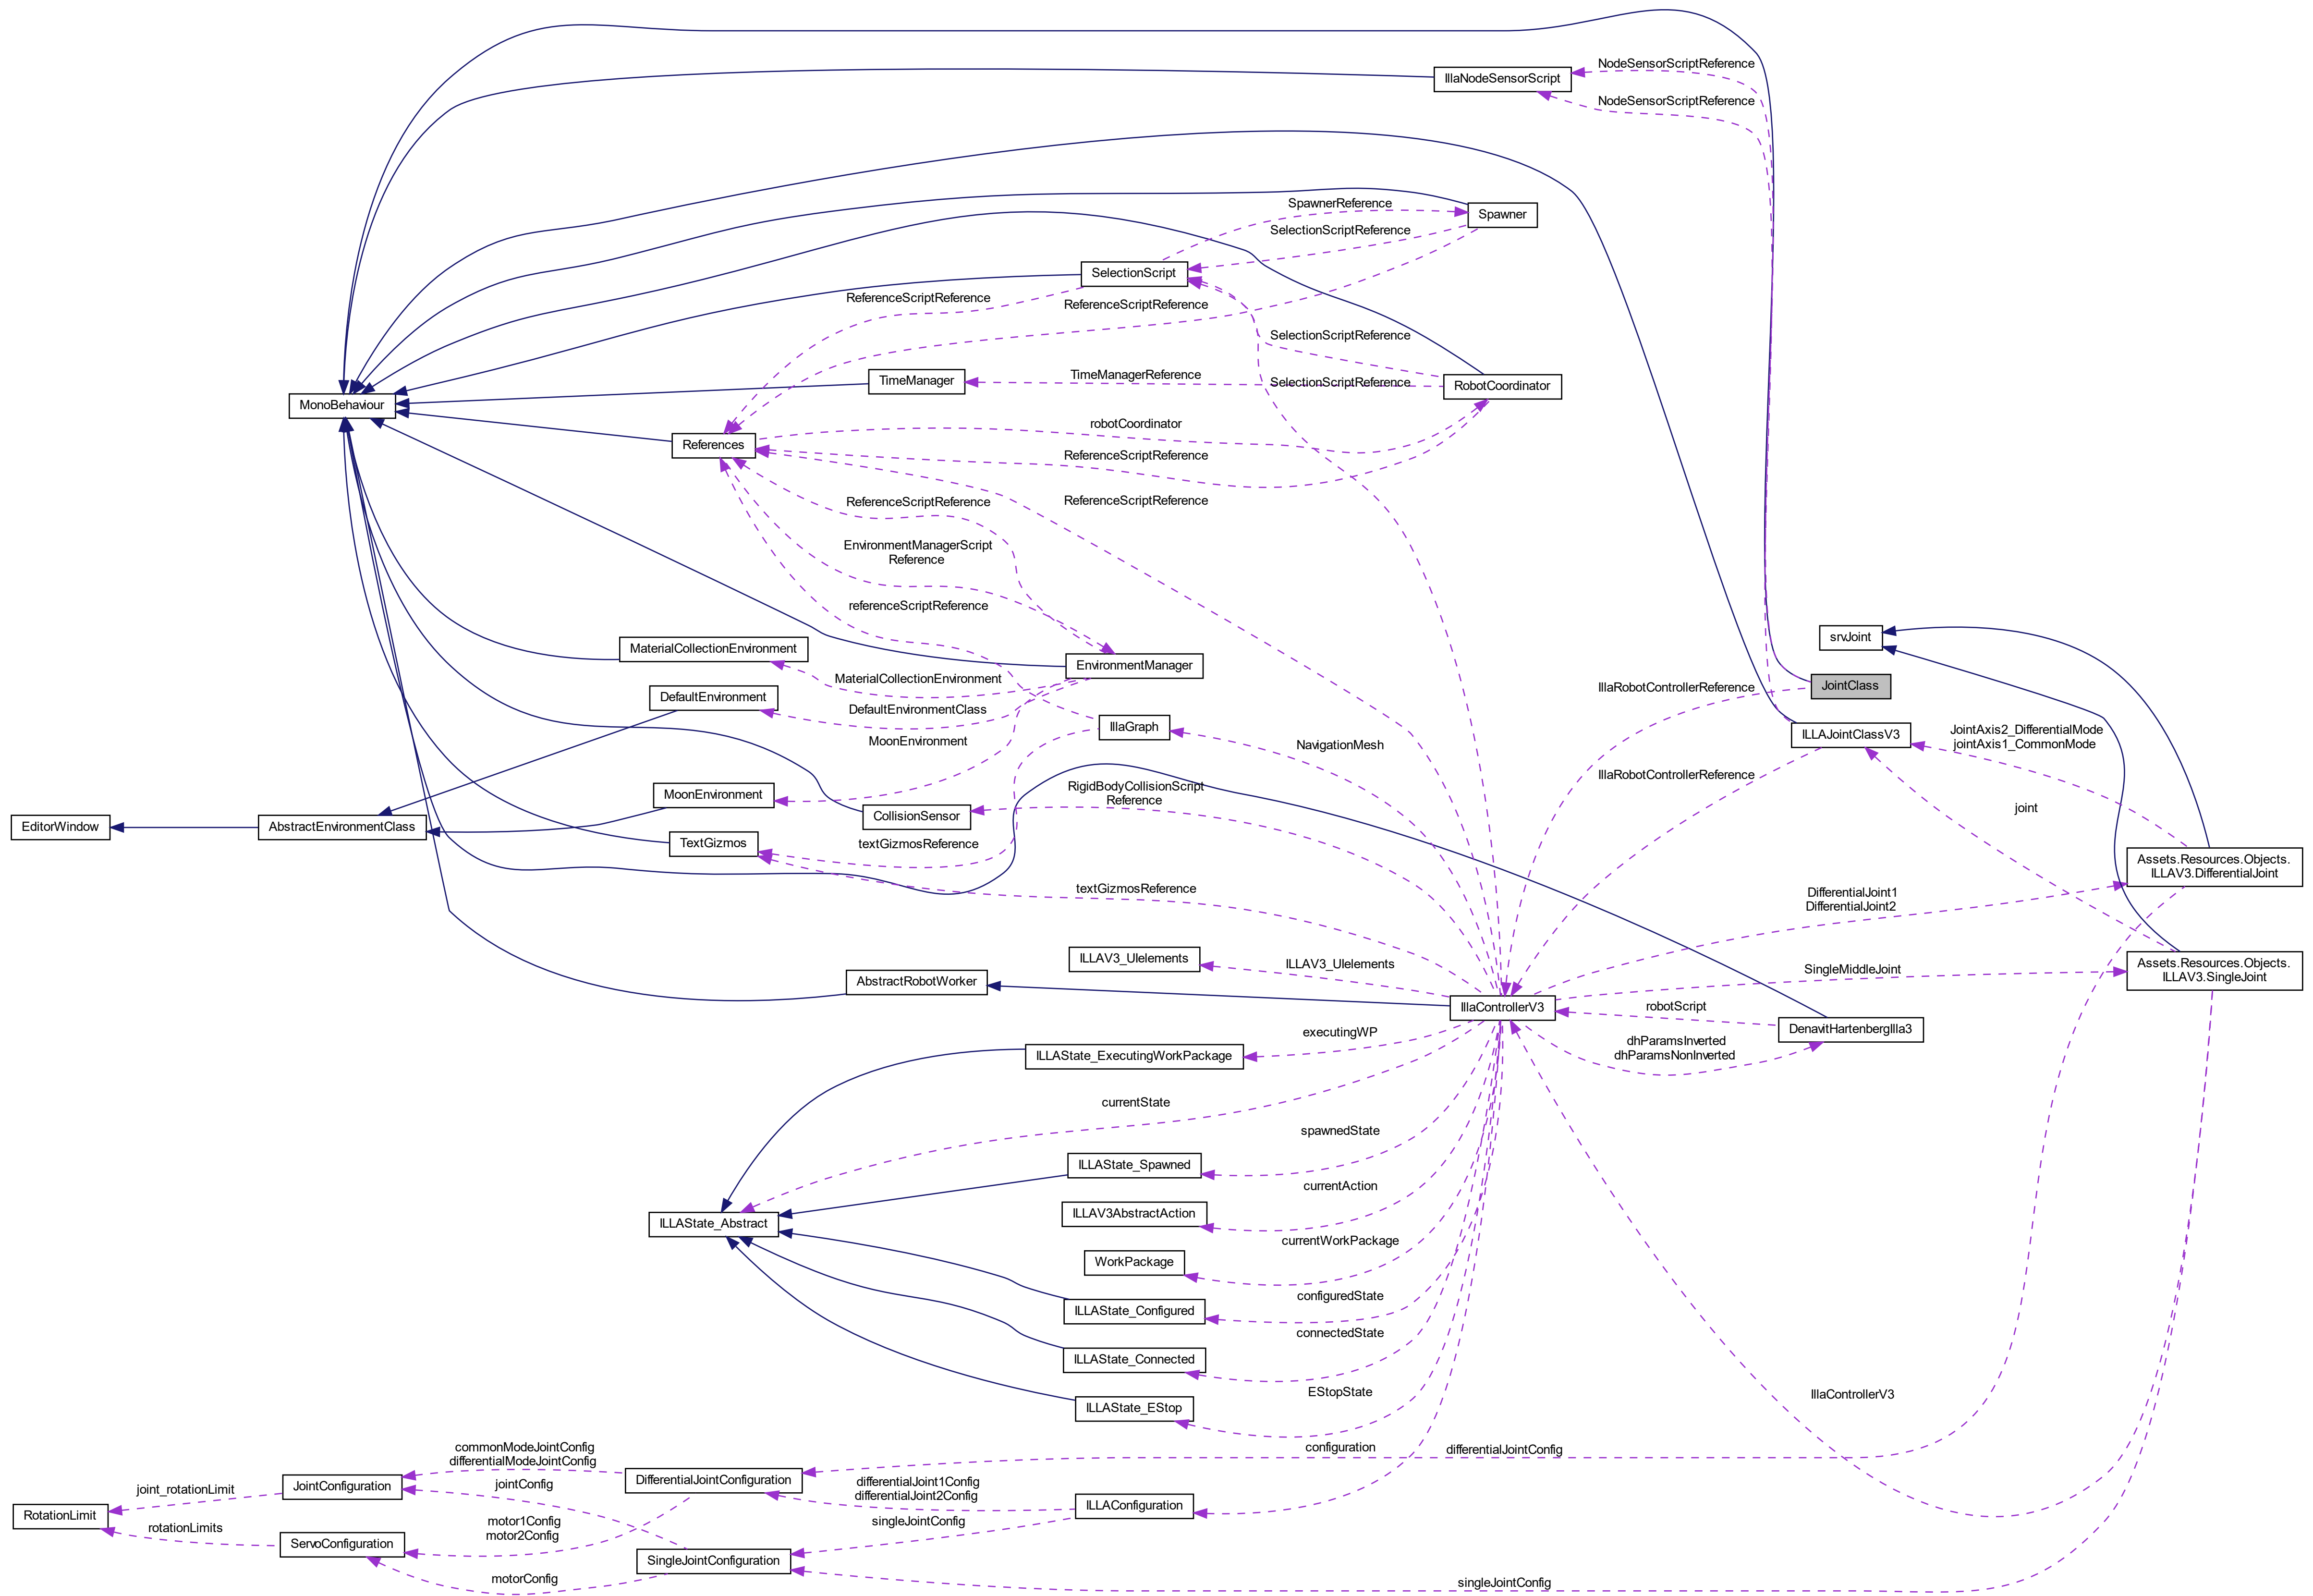 NodeSensorScriptReference
IllaNodeSensorScript
NodeSensorScriptReference
SpawnerReference
Spawner
SelectionScriptReference
SelectionScript
ReferenceScriptReference
ReferenceScriptReference
SelectionScriptReference
TimeManager
TimeManagerReference
SelectionScriptReference
RobotCoordinator
MonoBehaviour
robotCoordinator
References
ReferenceScriptReference
ReferenceScriptReference
ReferenceScriptReference
EnvironmentManagerScript
Reference
referenceScriptReference
srvJoint
MaterialCollectionEnvironment
EnvironmentManager
MaterialCollectionEnvironment
IllaRobotControllerReference
JointClass
DefaultEnvironment
DefaultEnvironmentClass
IllaGraph
ILLAJointClassV3
JointAxis2_DifferentialMode
jointAxis1_CommonMode
MoonEnvironment
NavigationMesh
IllaRobotControllerReference
MoonEnvironment
RigidBodyCollisionScript
Reference
joint
CollisionSensor
EditorWindow
AbstractEnvironmentClass
TextGizmos
textGizmosReference
Assets.Resources.Objects.
ILLAV3.DifferentialJoint
textGizmosReference
DifferentialJoint1
DifferentialJoint2
ILLAV3_UIelements
ILLAV3_UIelements
SingleMiddleJoint
Assets.Resources.Objects.
ILLAV3.SingleJoint
AbstractRobotWorker
IllaControllerV3
robotScript
DenavitHartenbergIlla3
executingWP
dhParamsInverted
dhParamsNonInverted
ILLAState_ExecutingWorkPackage
currentState
spawnedState
ILLAState_Spawned
currentAction
ILLAV3AbstractAction
ILLAState_Abstract
currentWorkPackage
WorkPackage
configuredState
ILLAState_Configured
connectedState
ILLAState_Connected
EStopState
IllaControllerV3
ILLAState_EStop
configuration
differentialJointConfig
commonModeJointConfig
differentialModeJointConfig
DifferentialJointConfiguration
differentialJoint1Config
differentialJoint2Config
joint_rotationLimit
JointConfiguration
jointConfig
ILLAConfiguration
RotationLimit
singleJointConfig
rotationLimits
motor1Config
motor2Config
ServoConfiguration
SingleJointConfiguration
motorConfig
singleJointConfig